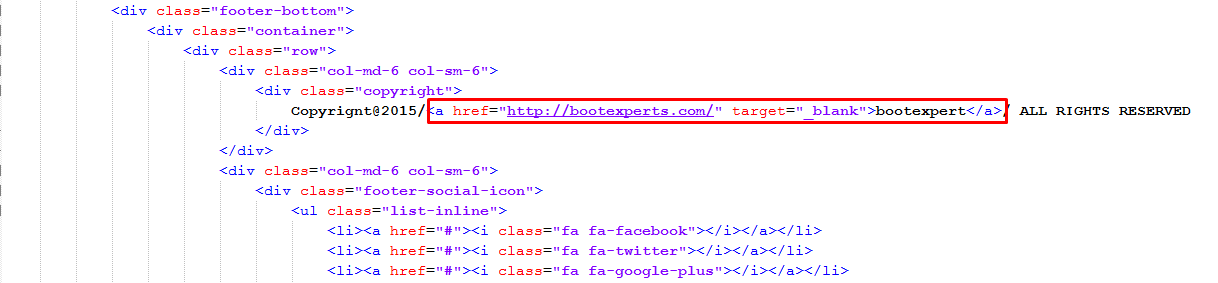 <div class="footer-bottom">
<div class="container">
<div class="row">
<div class="col-md-6 col-sm-6">
<div class="copyright">
Copyrignt@2015/<a href="http://bootexperts.com/" target="_blank">bootexpert</a>/ ALL RIGHTS RESERVED
</div>
</div>
<div class="col-md-6 col-sm-6">
<div class="footer-social-icon">
<ul class="list-inline">
<li><a href="#"><i class="fa fa-facebook"></i></a></li>
<li><a href="#"><i class="fa fa-twitter"></i></a></li>
<li><a href="#"><i class="fa fa-google-plus"></i></a></li>